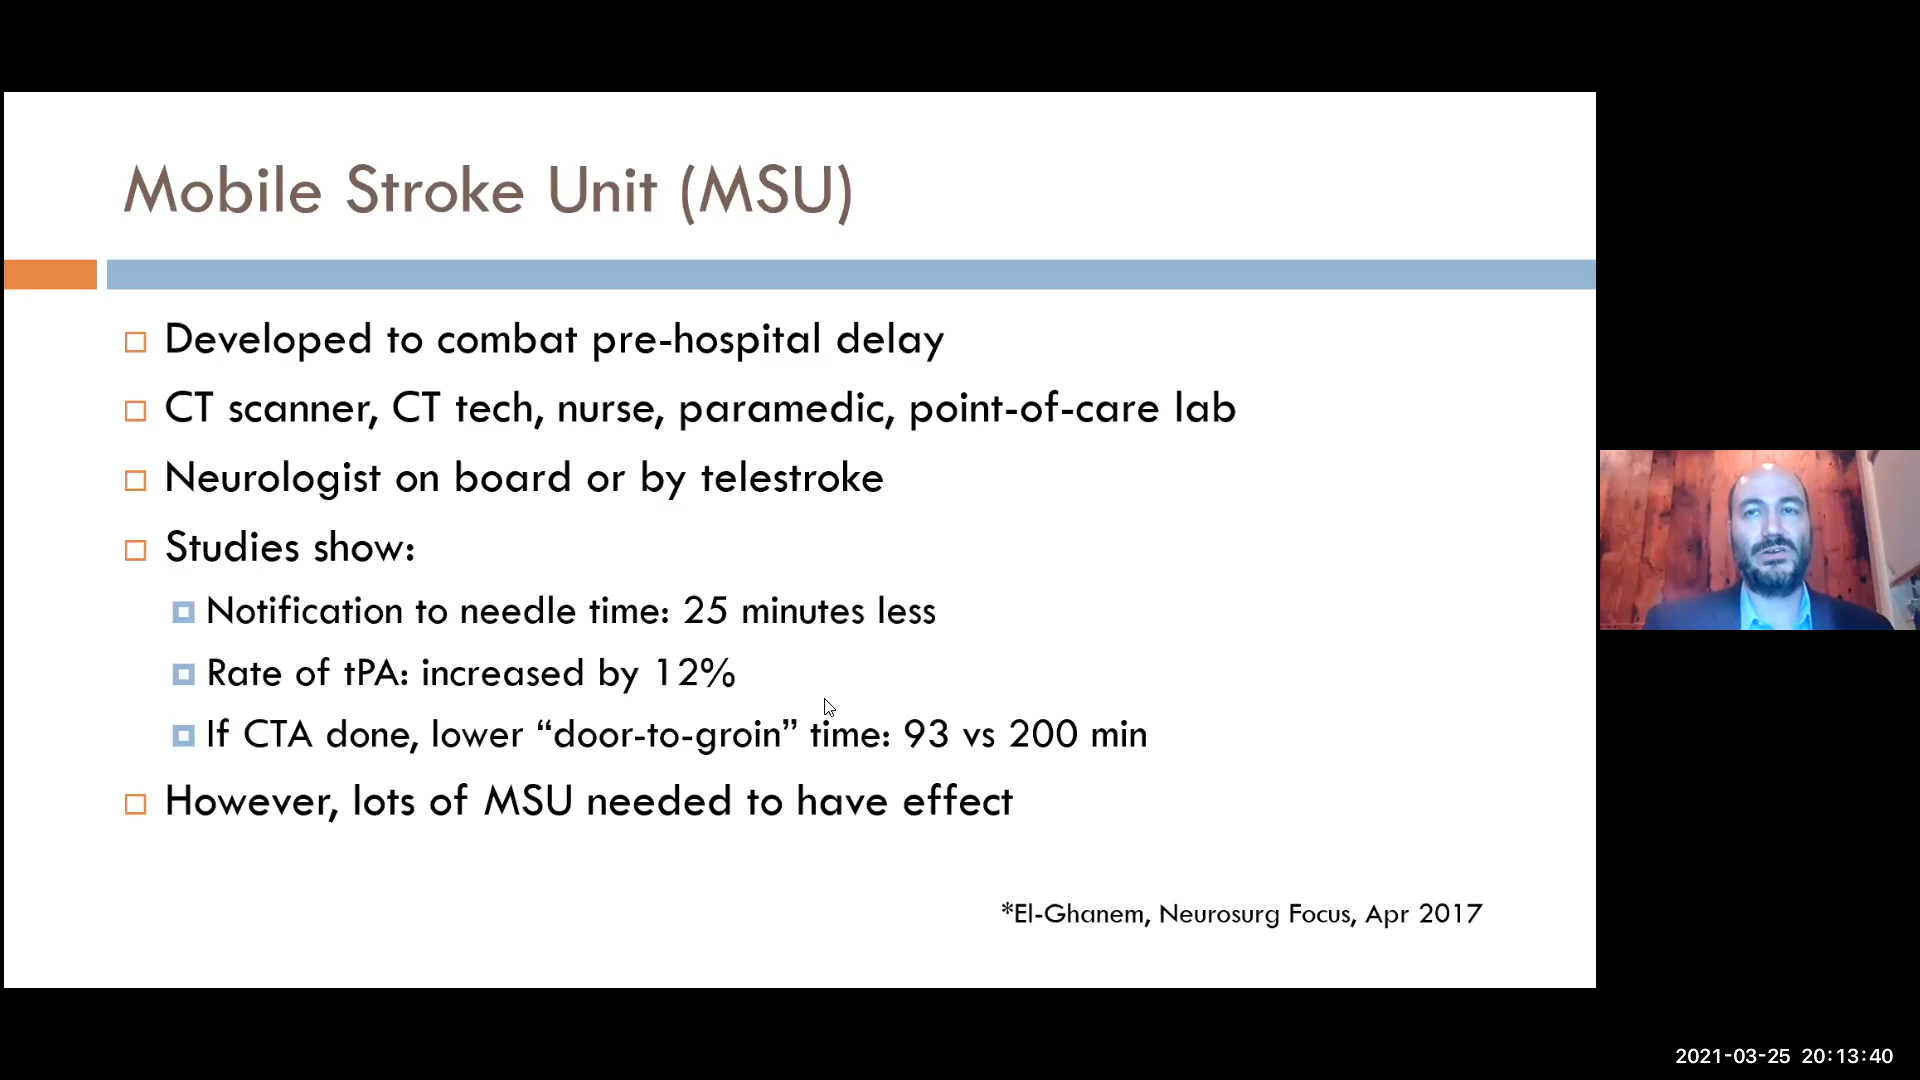 Mobile Stroke Unit (MSU)
Developed to combat pre-hospital delay
CT scanner, CT tech, nurse, paramedic, point-of-care lab
Neurologist on board or by telestroke
Studies show:
Notification to needle time: 25 minutes less
Rate of tPA: increased by 12%
If CTA done, lower “door-to-groin” time: 93 vs 200 min
However, lots of MSU needed to have effect
*El-Ghanem, Neurosurg Focus, Apr 2017
2021-03-25 20:13:40